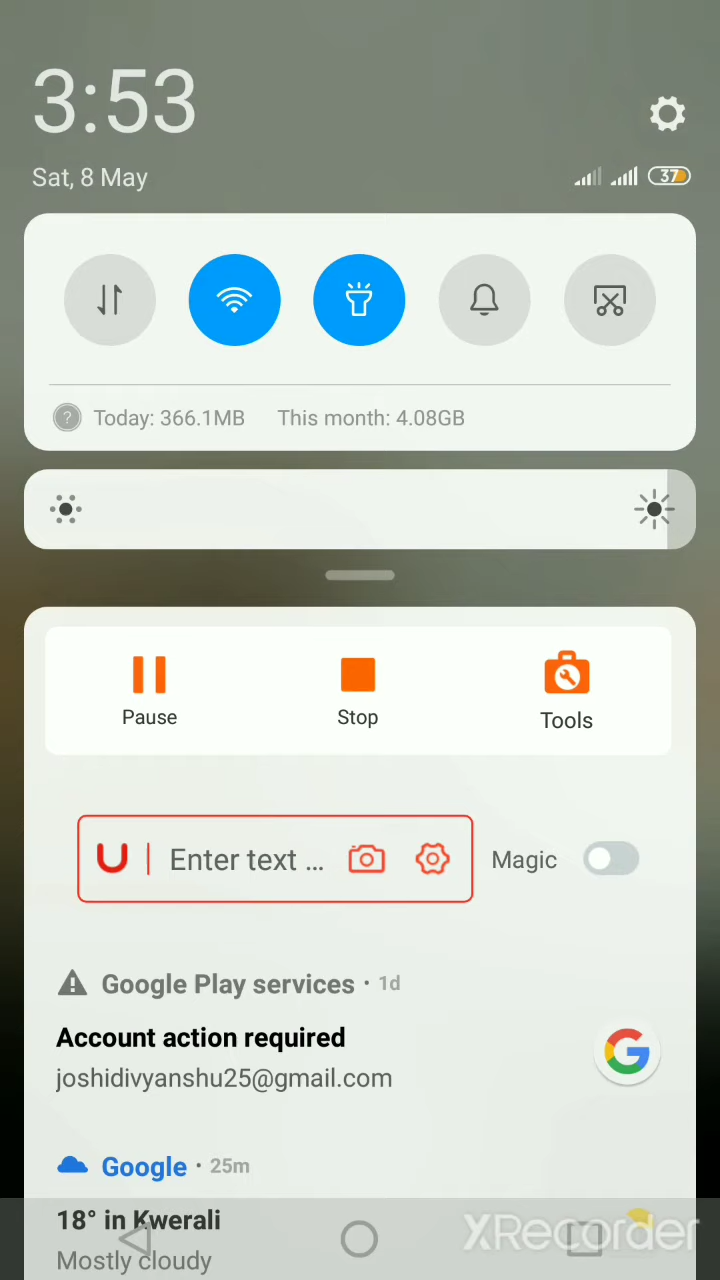 3:53
Sat, 8 May
37
Today: 366.1MB This month: 4.08GB
Pause Stop Tools
U | Enter text ... Magic
Google Play services · 1d
Account action required
joshidivyanshu25@gmail.com
Google · 25m
18° in Kwerali
Mostly cloudy
XRecorder